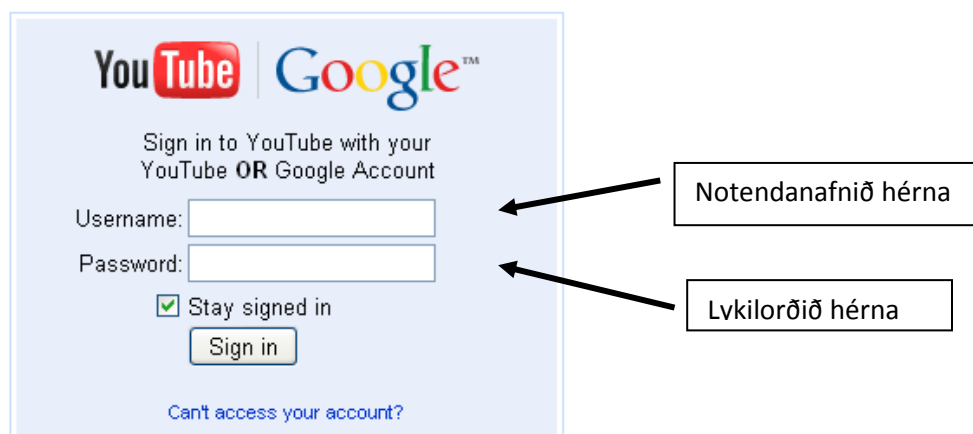 YouTube Google™
Sign in to YouTube with your
YouTube OR Google Account
Username:
Notendanafnið hérna
Password:
Stay signed in
Lykilorðið hérna
Sign in
Can't access your account?